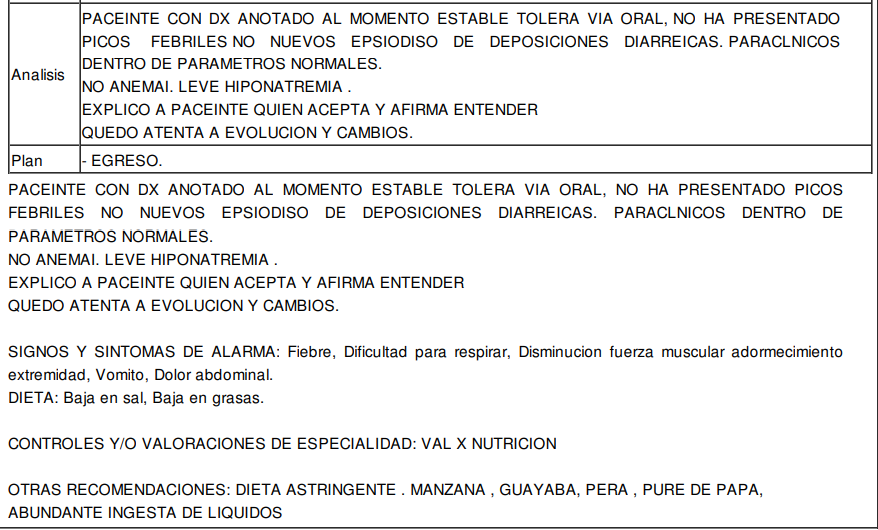 PACEINTE CON DX ANOTADO AL MOMENTO ESTABLE TOLERA VIA ORAL, NO HA PRESENTADO
PICOS FEBRILES NO NUEVOS EPSIODISO DE DEPOSICIONES DIARREICAS. PARACLNICOS
DENTRO DE PARAMETROS NORMALES.
Analisis
NO ANEMAI. LEVE HIPONATREMIA .
EXPLICO A PACEINTE QUIEN ACEPTA Y AFIRMA ENTENDER
QUEDO ATENTA A EVOLUCION Y CAMBIOS.
Plan - EGRESO.
PACEINTE CON DX ANOTADO AL MOMENTO ESTABLE TOLERA VIA ORAL, NO HA PRESENTADO PICOS
FEBRILES NO NUEVOS EPSIODISO DE DEPOSICIONES DIARREICAS. PARACLNICOS DENTRO DE
PARAMETROS NORMALES.
NO ANEMAI. LEVE HIPONATREMIA .
EXPLICO A PACEINTE QUIEN ACEPTA Y AFIRMA ENTENDER
QUEDO ATENTA A EVOLUCION Y CAMBIOS.
SIGNOS Y SINTOMAS DE ALARMA: Fiebre, Dificultad para respirar, Disminucion fuerza muscular adormecimiento
extremidad, Vomito, Dolor abdominal.
DIETA: Baja en sal, Baja en grasas.
CONTROLES Y/O VALORACIONES DE ESPECIALIDAD: VAL X NUTRICION
OTRAS RECOMENDACIONES: DIETA ASTRINGENTE . MANZANA , GUAYABA, PERA , PURE DE PAPA,
ABUNDANTE INGESTA DE LIQUIDOS